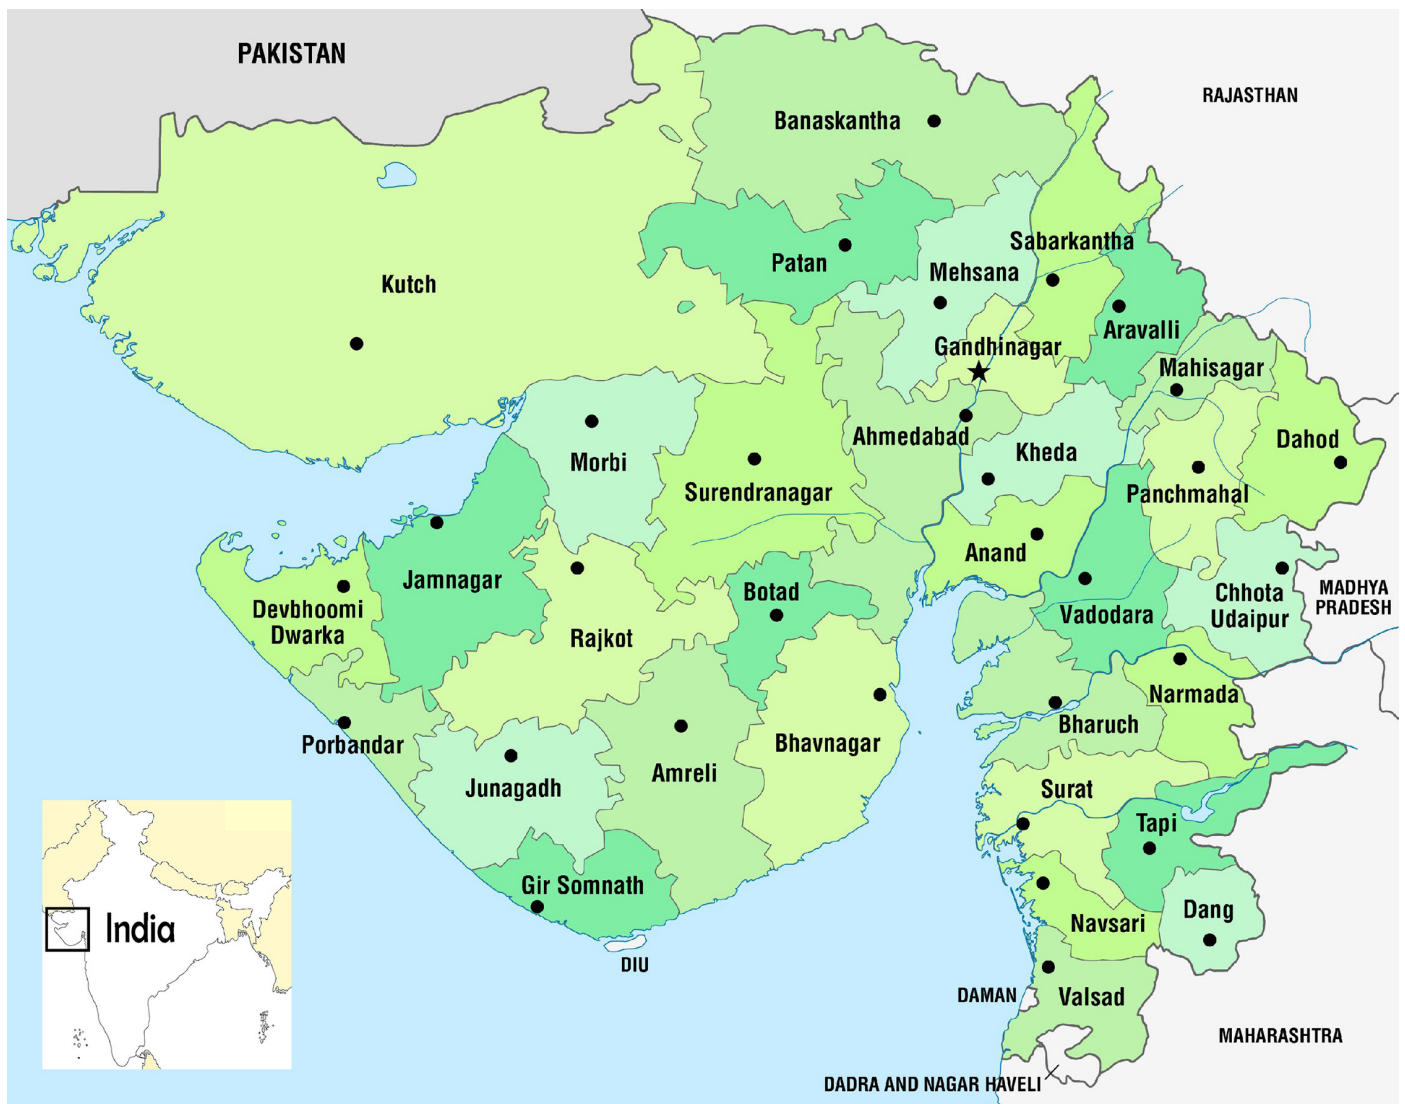 PAKISTAN
RAJASTHAN
Banaskantha
Sabarkantha
Patan
Mehsana
Kutch
Aravalli
Gandhinagar
Mahisagar
Ahmedabad
Dahod
Kheda
Morbi
Surendranagar
Panchmahal
Anand
Jamnagar
Botad
Chhota
Udaipur
MADHYA
PRADESH
Devbhoomi
Dwarka
Vadodara
Rajkot
Narmada
Bharuch
Porbandar
Bhavnagar
Amreli
Junagadh
Surat
Tapi
Gir Somnath
Dang
Navsari
India
DIU
DAMAN
Valsad
MAHARASHTRA
DADRA AND NAGAR HAVELI